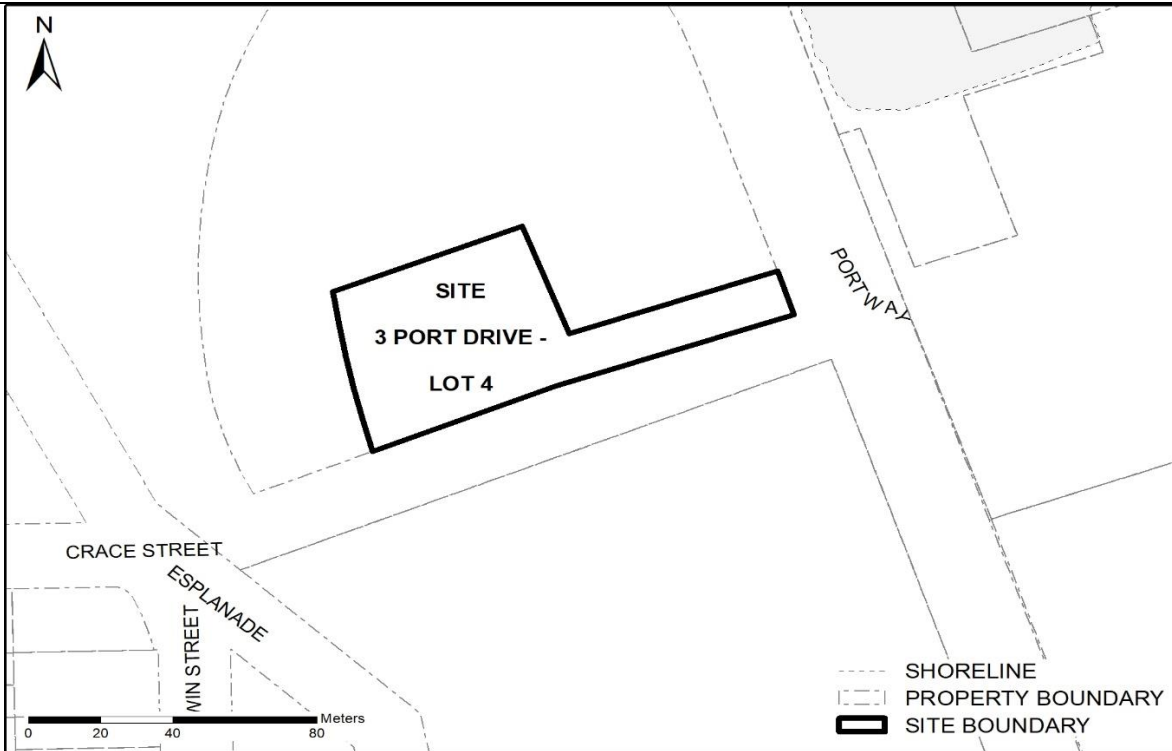 N
PORTWAY
SITE
3 PORT DRIVE -
LOT 4
CRACE STREET
ESPLANADE
WIN STREET
Meters
0 20 40 80
SHORELINE
PROPERTY BOUNDARY
SITE BOUNDARY